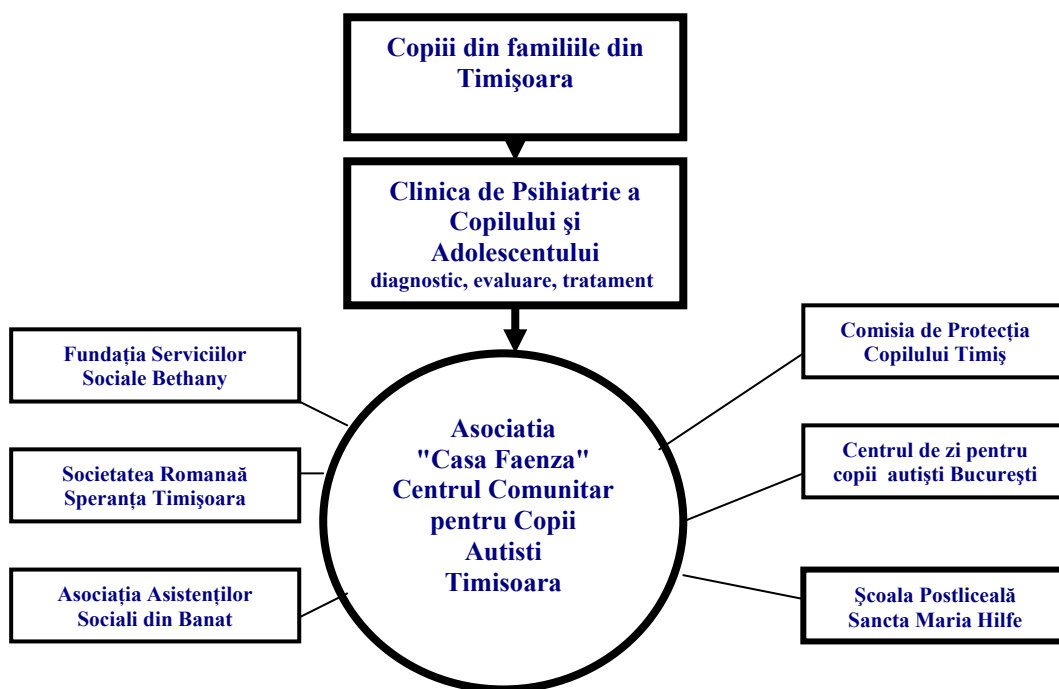 Copiii din familiile din
Timişoara
Clinica de Psihiatrie a
Copilului şi
Adolescentului
diagnostic, evaluare, tratament
Fundaţia Serviciilor
Sociale Bethany
Societatea Romanaă
Speranţa Timişoara
Asociaţia Asistenţilor
Sociali din Banat
Asociatia
"Casa Faenza"
Centrul Comunitar
pentru Copii
Autisti
Timisoara
Comisia de Protecţia
Copilului Timiş
Centrul de zi pentru
copii  autişti Bucureşti
Şcoala Postliceală
Sancta Maria Hilfe